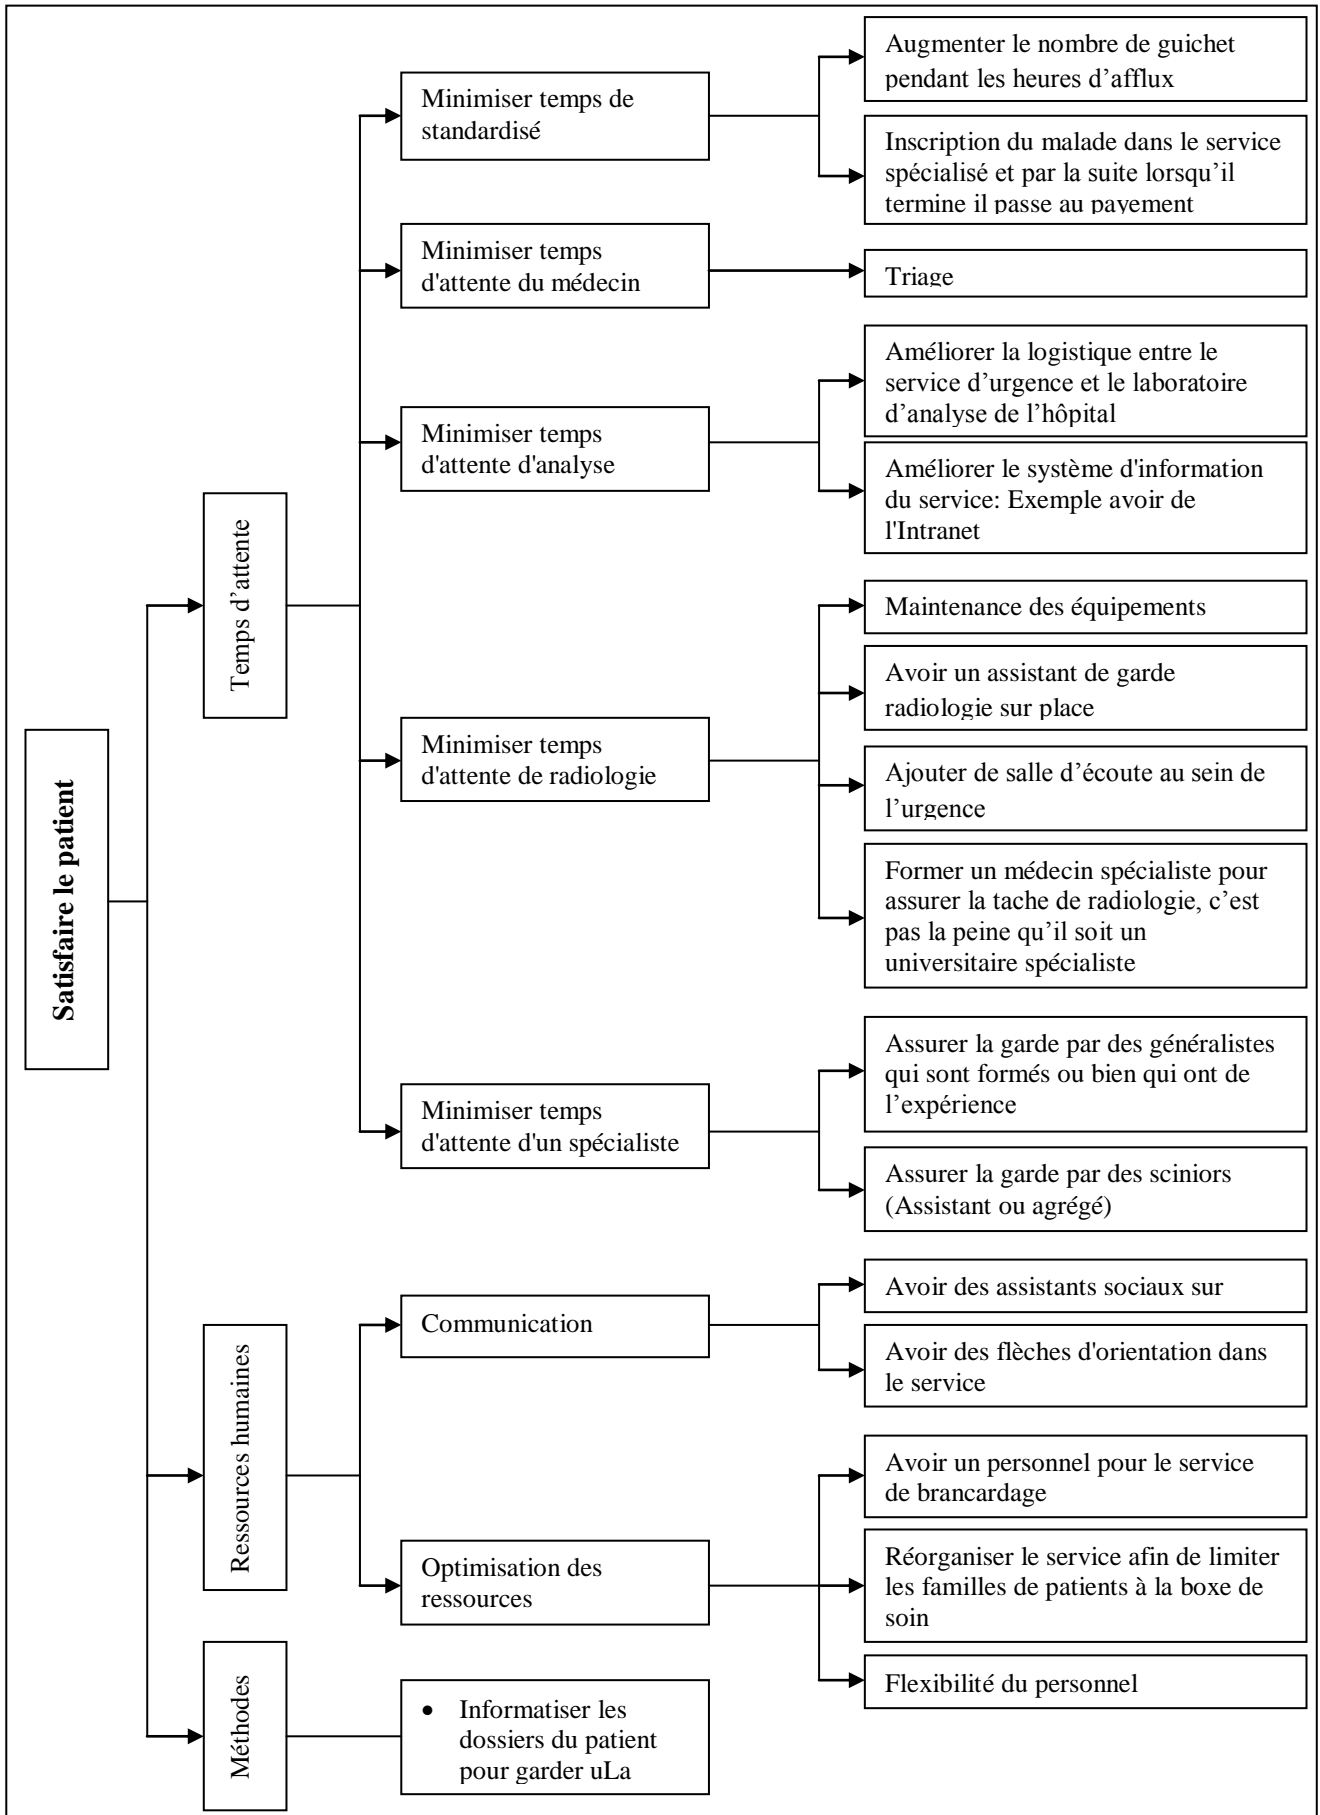 Satisfaire le patient
Temps d’attente
Minimiser temps de
standardisé
Augmenter le nombre de guichet
pendant les heures d’afflux
Inscription du malade dans le service
spécialisé et par la suite lorsqu’il
termine il passe au payement
Minimiser temps
d'attente du médecin
Triage
Minimiser temps
d'attente d'analyse
Améliorer la logistique entre le
service d’urgence et le laboratoire
d’analyse de l’hôpital
Améliorer le système d'information
du service: Exemple avoir de
l'Intranet
Minimiser temps
d'attente de radiologie
Maintenance des équipements
Avoir un assistant de garde
radiologie sur place
Ajouter de salle d’écoute au sein de
l’urgence
Former un médecin spécialiste pour
assurer la tache de radiologie, c’est
pas la peine qu’il soit un
universitaire spécialiste
Minimiser temps
d'attente d'un spécialiste
Assurer la garde par des généralistes
qui sont formés ou bien qui ont de
l’expérience
Assurer la garde par des sciniors
(Assistant ou agrégé)
Ressources humaines
Communication
Avoir des assistants sociaux sur
Avoir des flèches d'orientation dans
le service
Optimisation des
ressources
Avoir un personnel pour le service
de brancardage
Réorganiser le service afin de limiter
les familles de patients à la boxe de
soin
Flexibilité du personnel
Méthodes
• Informatiser les
dossiers du patient
pour garder uLa